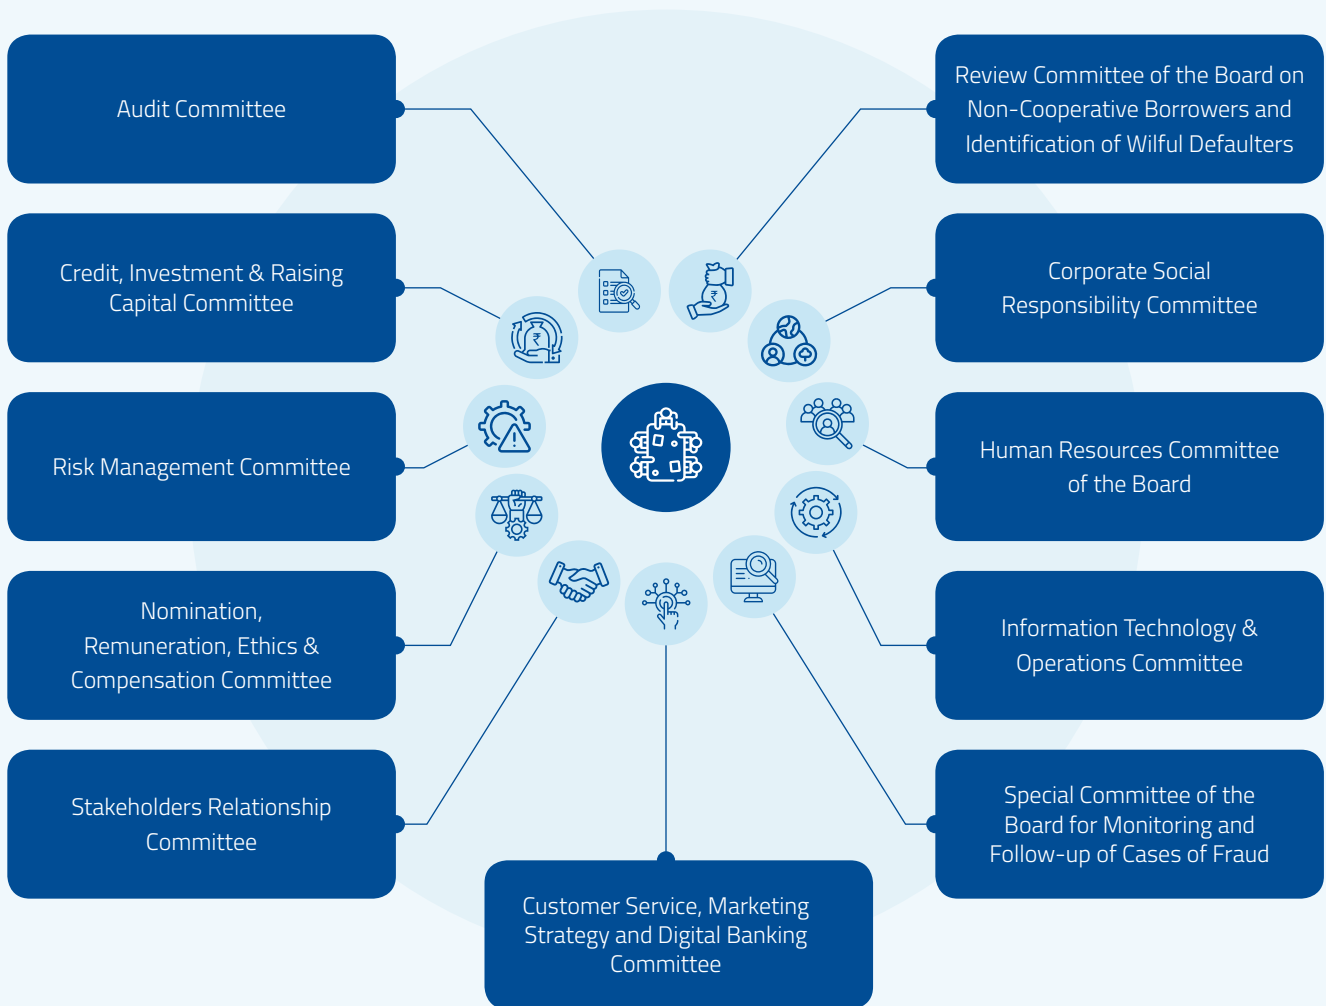 Audit Committee
Credit, Investment & Raising
Capital Committee
Risk Management Committee
Nomination,
Remuneration, Ethics &
Compensation Committee
Stakeholders Relationship
Committee
Customer Service, Marketing
Strategy and Digital Banking
Committee
Review Committee of the Board on
Non-Cooperative Borrowers and
Identification of Wilful Defaulters
Corporate Social
Responsibility Committee
Human Resources Committee
of the Board
Information Technology &
Operations Committee
Special Committee of the
Board for Monitoring and
Follow-up of Cases of Fraud
₹
₹